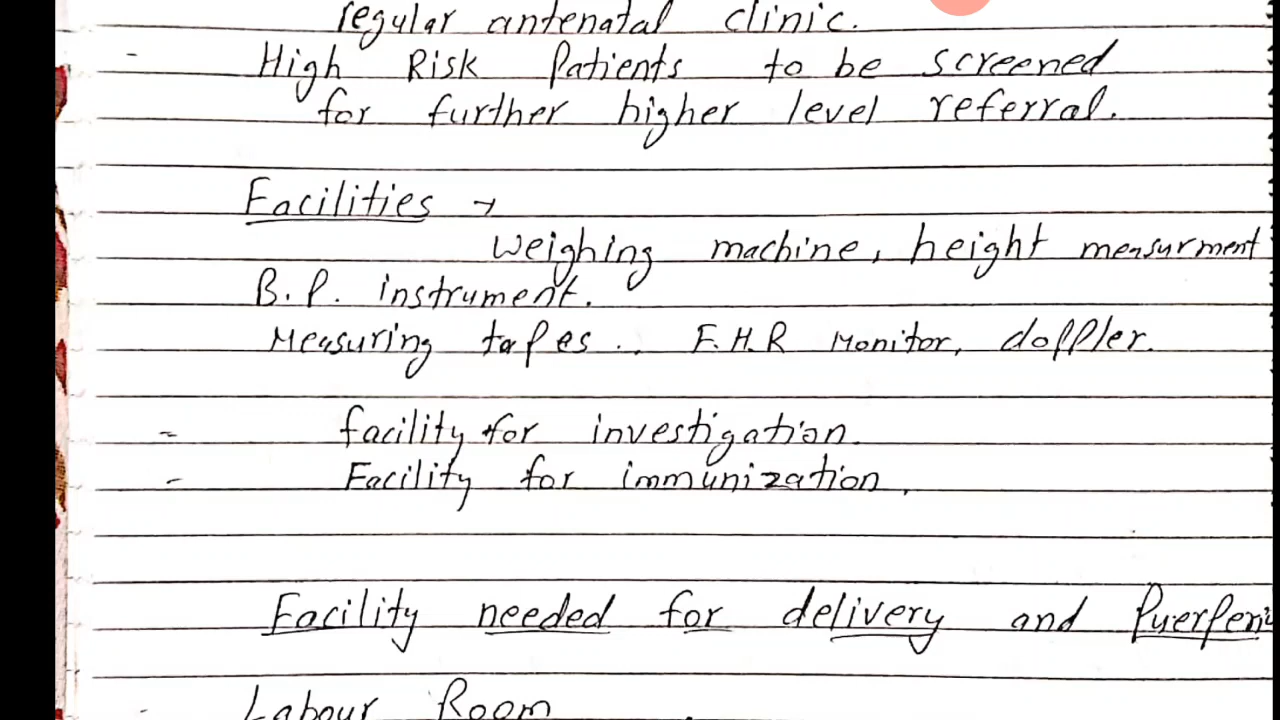 regular antenatal clinic.
- High Risk Patients to be screened
for further higher level referral.
Facilities →
weighing machine, height measurment
B.P. instrument.
Measuring tapes.. F.H.R Monitor, doppler.
= facility for investigation.
- Facility for immunization.
Facility needed for delivery and Puerperiu
- Labour Room